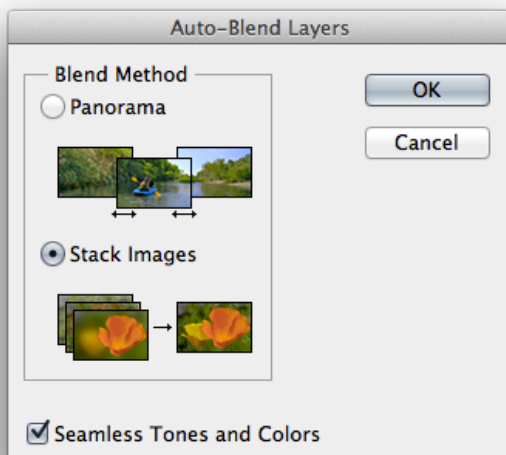 Auto-Blend Layers
Blend Method
Panorama
Stack Images
Seamless Tones and Colors
OK
Cancel